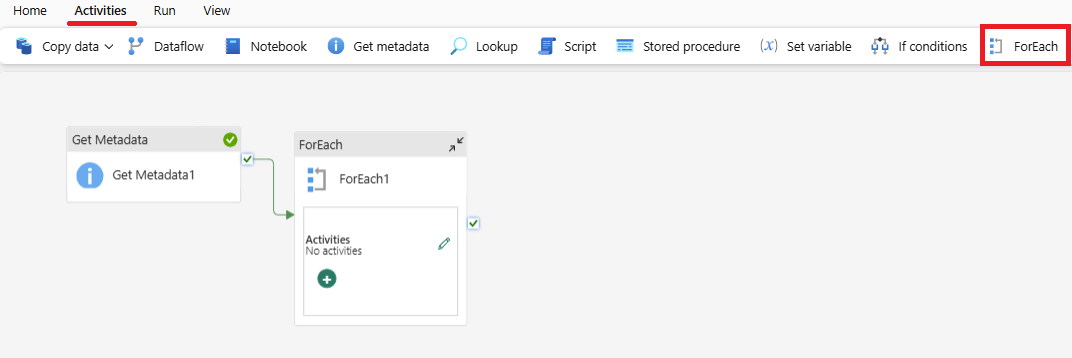 Home Activities Run View
Copy data Dataflow Notebook Get metadata Lookup Script Stored procedure (x) Set variable If conditions ForEach
Get Metadata
Get Metadata1
ForEach
ForEach1
Activities
No activities